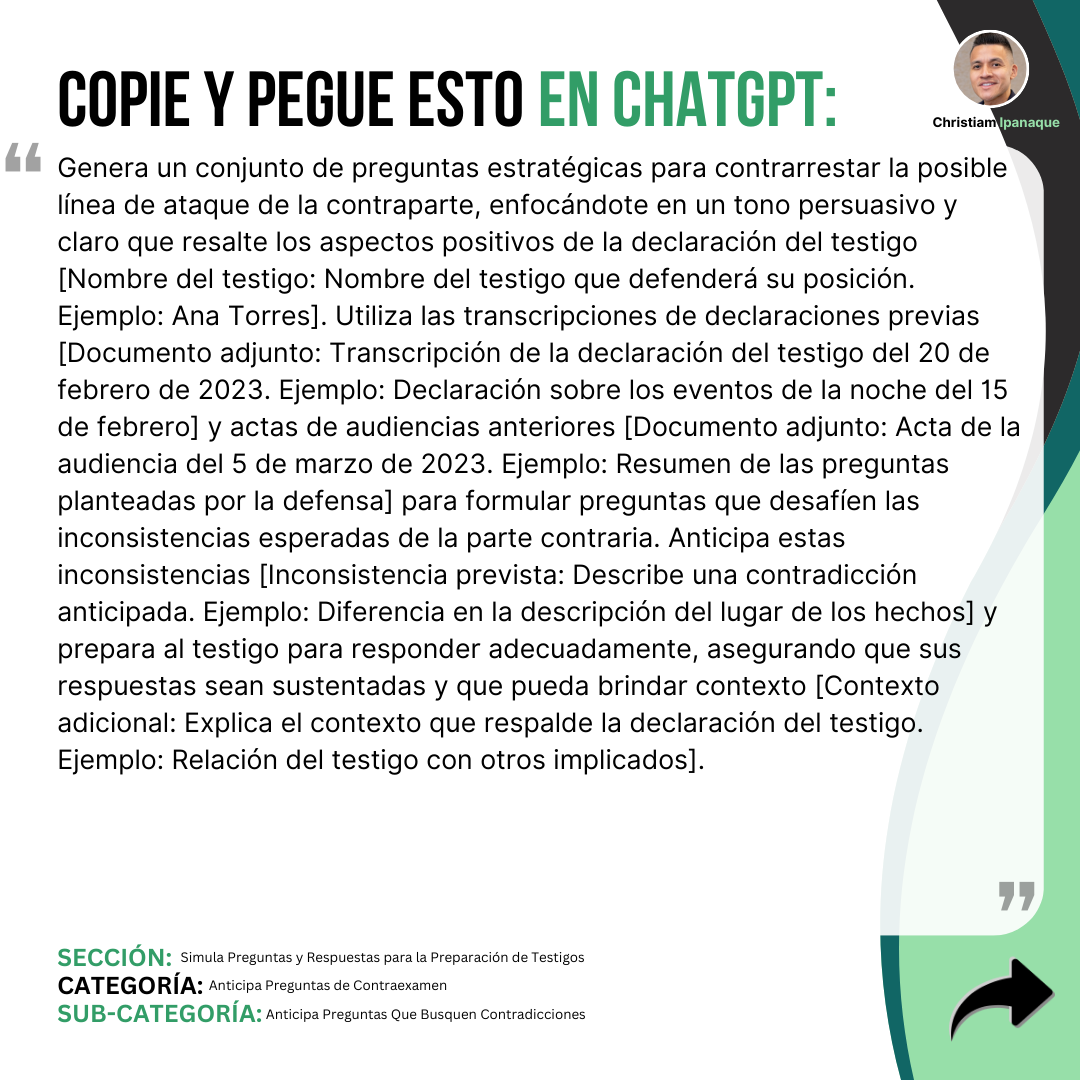 COPIE Y PEGUE ESTO EN CHATGPT:
Christiam Ipanaque
“
Genera un conjunto de preguntas estratégicas para contrarrestar la posible
línea de ataque de la contraparte, enfocándote en un tono persuasivo y
claro que resalte los aspectos positivos de la declaración del testigo
[Nombre del testigo: Nombre del testigo que defenderá su posición.
Ejemplo: Ana Torres]. Utiliza las transcripciones de declaraciones previas
[Documento adjunto: Transcripción de la declaración del testigo del 20 de
febrero de 2023. Ejemplo: Declaración sobre los eventos de la noche del 15
de febrero] y actas de audiencias anteriores [Documento adjunto: Acta de la
audiencia del 5 de marzo de 2023. Ejemplo: Resumen de las preguntas
planteadas por la defensa] para formular preguntas que desafíen las
inconsistencias esperadas de la parte contraria. Anticipa estas
inconsistencias [Inconsistencia prevista: Describe una contradicción
anticipada. Ejemplo: Diferencia en la descripción del lugar de los hechos] y
prepara al testigo para responder adecuadamente, asegurando que sus
respuestas sean sustentadas y que pueda brindar contexto [Contexto
adicional: Explica el contexto que respalde la declaración del testigo.
Ejemplo: Relación del testigo con otros implicados].
”
SECCIÓN: Simula Preguntas y Respuestas para la Preparación de Testigos
CATEGORÍA: Anticipa Preguntas de Contraexamen
SUB-CATEGORÍA: Anticipa Preguntas Que Busquen Contradicciones